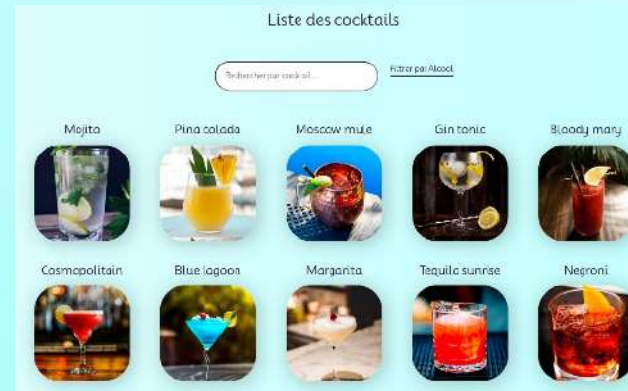 Liste des cocktails
Rechercher par cocktail...
Filtrer par Alcool
Mojito
Pina colada
Moscow mule
Gin tonic
Bloody mary
Cosmopolitain
Blue lagoon
Margarita
Tequila sunrise
Negroni